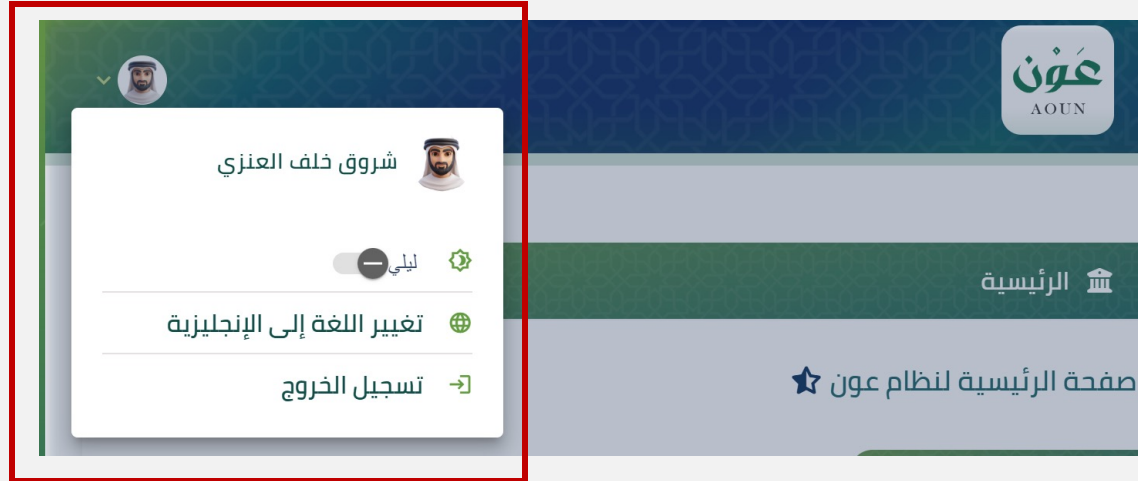 عَوْن
AOUN
شروق خلف العنزي
ليلي
تغيير اللغة إلى الإنجليزية
تسجيل الخروج
الرئيسية
صفحة الرئيسية لنظام عون